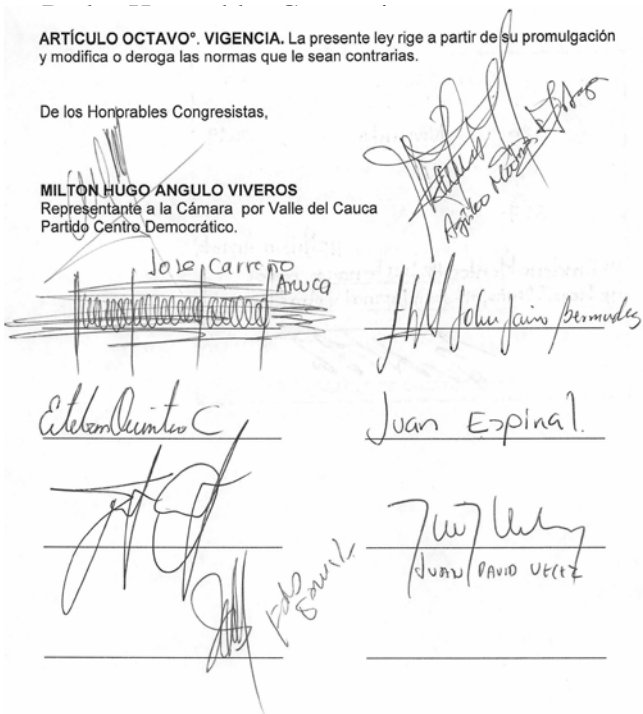 ARTÍCULO OCTAVO°. VIGENCIA. La presente ley rige a partir de su promulgación
y modifica o deroga las normas que le sean contrarias.
De los Honorables Congresistas,
MILTON HUGO ANGULO VIVEROS
Representante a la Cámara por Valle del Cauca
Partido Centro Democrático.
Jose Carreño
Arauca
John Jairo Bermudez
Esteban Quintero C
Juan Espinal.
JUAN DAVID VELEZ